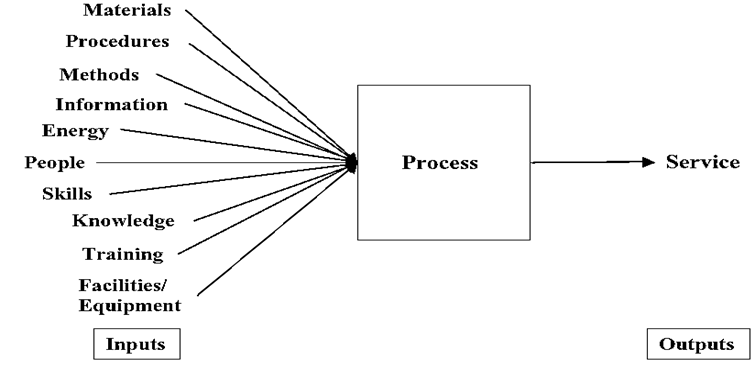 Materials
Procedures
Methods
Information
Energy
People
Skills
Knowledge
Training
Facilities/
Equipment
Process
Service
Inputs
Outputs